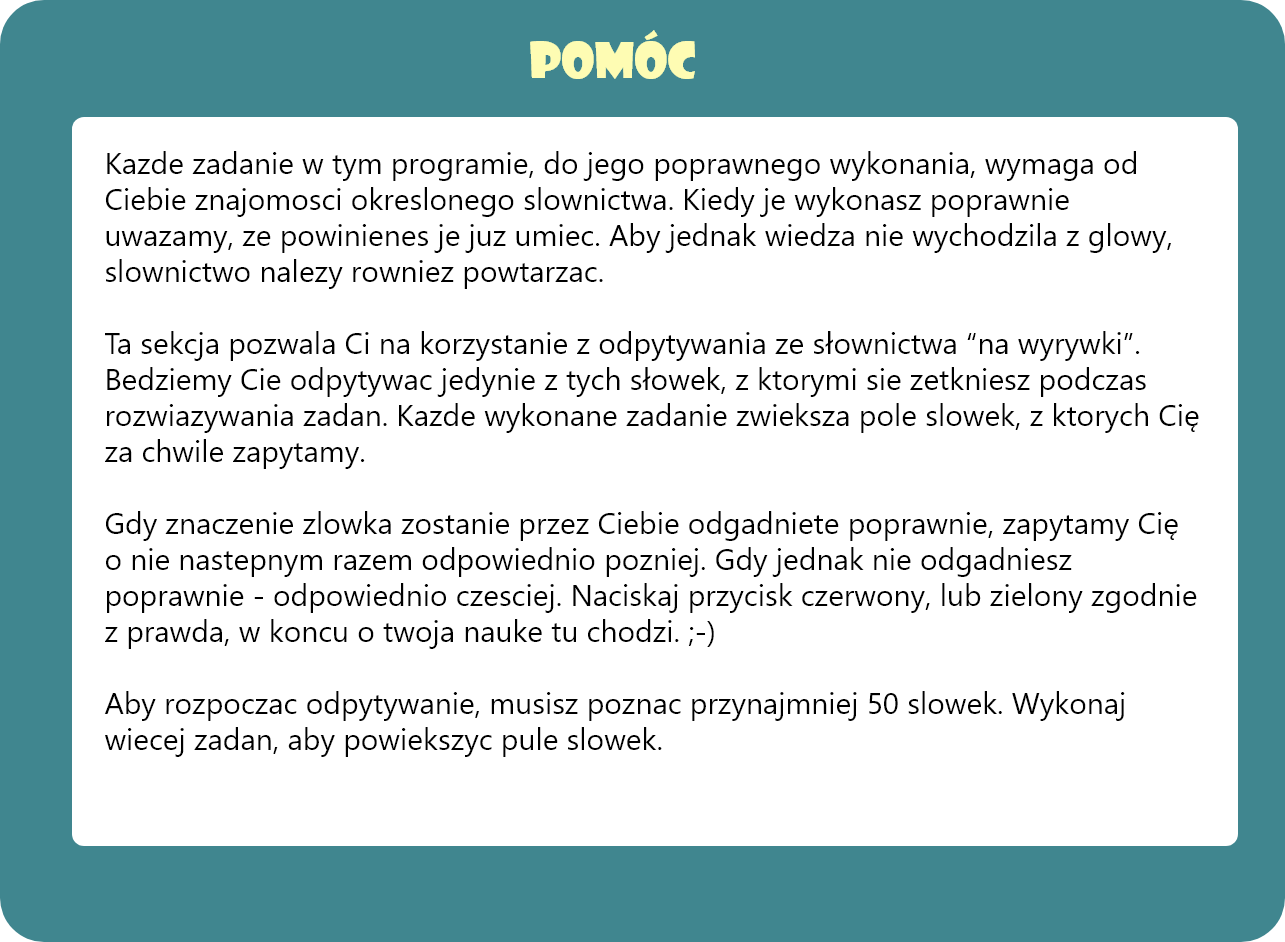 POMÓC
Kazde zadanie w tym programie, do jego poprawnego wykonania, wymaga od
Ciebie znajomosci okreslonego slownictwa. Kiedy je wykonasz poprawnie
uwazamy, ze powinienes je juz umiec. Aby jednak wiedza nie wychodzila z glowy,
slownictwo nalezy rowniez powtarzac.
Ta sekcja pozwala Ci na korzystanie z odpytywania ze słownictwa “na wyrywki”.
Bedziemy Cie odpytywac jedynie z tych słowek, z ktorymi sie zetkniesz podczas
rozwiazywania zadan. Kazde wykonane zadanie zwieksza pole slowek, z ktorych Cię
za chwile zapytamy.
Gdy znaczenie zlowka zostanie przez Ciebie odgadniete poprawnie, zapytamy Cię
o nie nastepnym razem odpowiednio pozniej. Gdy jednak nie odgadniesz
poprawnie - odpowiednio czesciej. Naciskaj przycisk czerwony, lub zielony zgodnie
z prawda, w koncu o twoja nauke tu chodzi. ;-)
Aby rozpoczac odpytywanie, musisz poznac przynajmniej 50 slowek. Wykonaj
wiecej zadan, aby powiekszyc pule slowek.